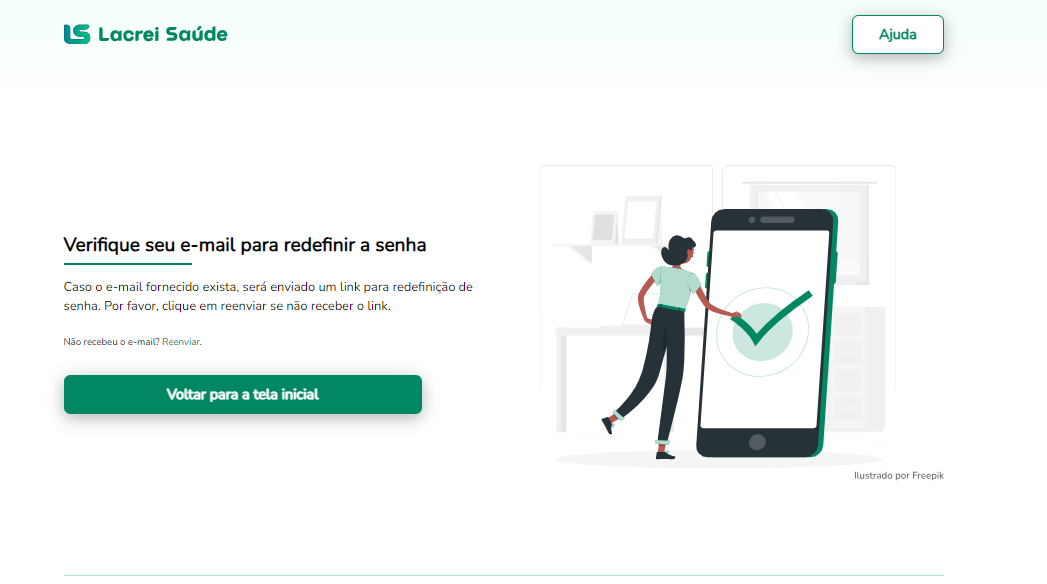 Lacrei Saúde
Ajuda
Verifique seu e-mail para redefinir a senha
Caso o e-mail fornecido exista, será enviado um link para redefinição de
senha. Por favor, clique em reenviar se não receber o link.
Não recebeu o e-mail? Reenviar.
Voltar para a tela inicial
Ilustrado por Freepik